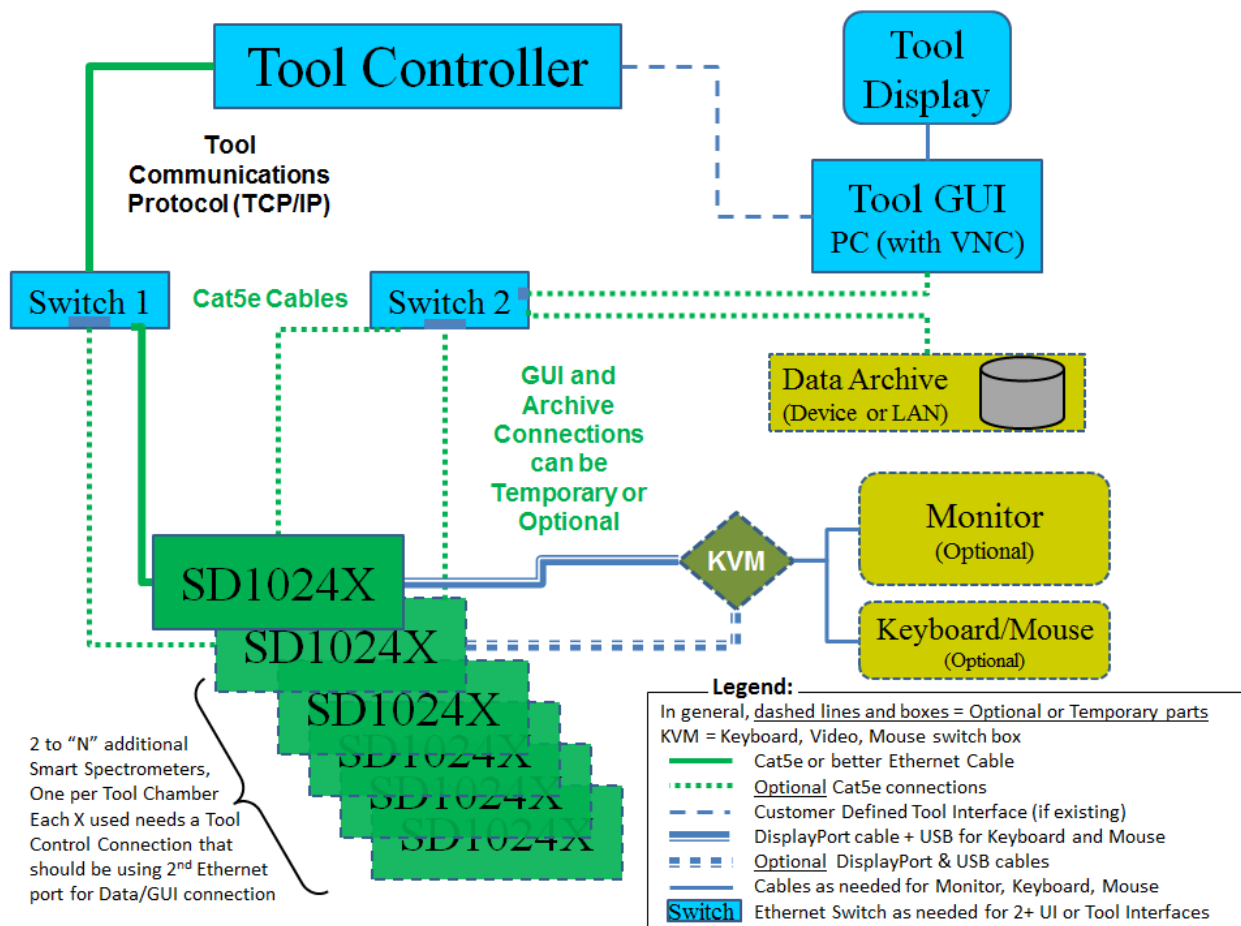 Tool Controller
Tool
Display
Tool
Communications
Protocol (TCP/IP)
Tool GUI
PC (with VNC)
Switch 1
Cat5e Cables
Switch 2
GUI and
Archive
Connections
can be
Temporary or
Optional
Data Archive
(Device or LAN)
Monitor
(Optional)
KVM
SD1024X
Keyboard/Mouse
(Optional)
SD1024X
SD1024X
SD1024X
SD1024X
SD1024X
2 to “N” additional
Smart Spectrometers,
One per Tool Chamber
Each X used needs a Tool
Control Connection that
should be using 2nd Ethernet
port for Data/GUI connection
Legend:
In general, dashed lines and boxes = Optional or Temporary parts
KVM = Keyboard, Video, Mouse switch box
Cat5e or better Ethernet Cable
Optional Cat5e connections
Customer Defined Tool Interface (if existing)
DisplayPort cable + USB for Keyboard and Mouse
Optional DisplayPort & USB cables
Cables as needed for Monitor, Keyboard, Mouse
Switch Ethernet Switch as needed for 2+ UI or Tool Interfaces